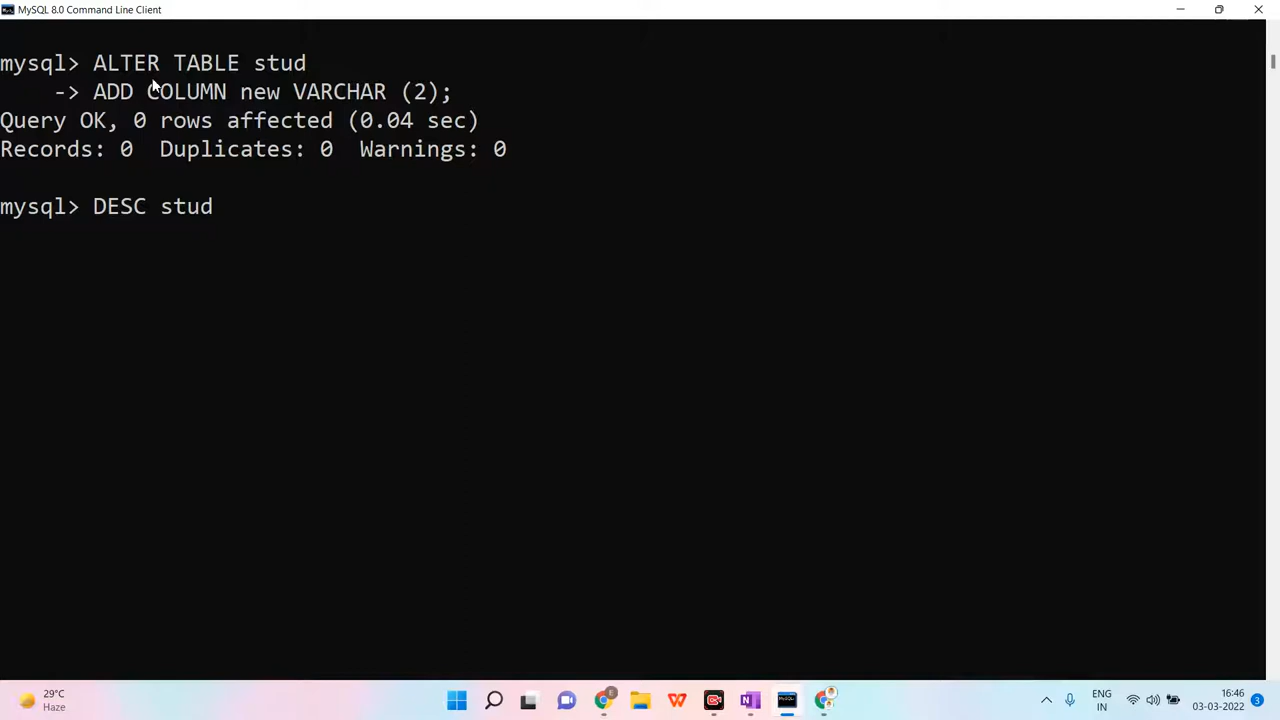 MySQL 8.0 Command Line Client
mysql> ALTER TABLE stud
    -> ADD COLUMN new VARCHAR (2);
Query OK, 0 rows affected (0.04 sec)
Records: 0  Duplicates: 0  Warnings: 0
mysql> DESC stud
29°C
Haze
W
E
N
ENG
IN
16:46
03-03-2022
3